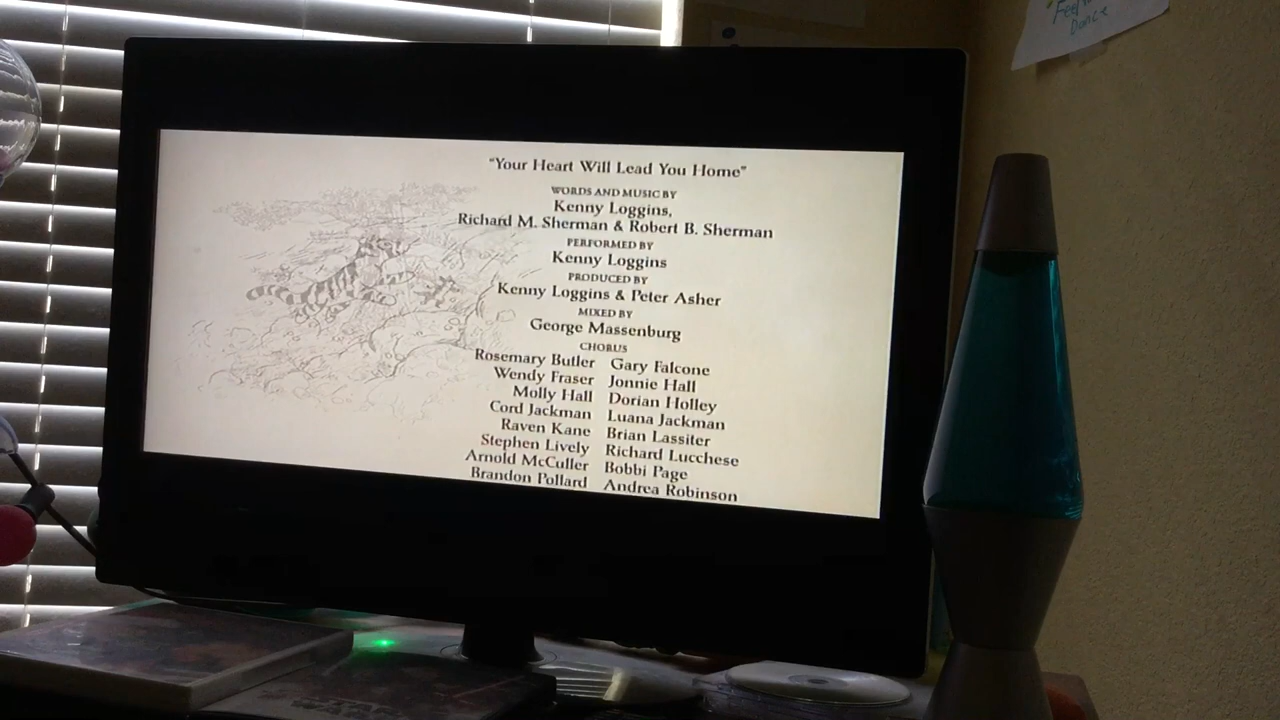 Feel
Dance
"Your Heart Will Lead You Home"
WORDS AND MUSIC BY
Kenny Loggins,
Richard M. Sherman & Robert B. Sherman
PERFORMED BY
Kenny Loggins
PRODUCED BY
Kenny Loggins & Peter Asher
MIXED BY
George Massenburg
CHORUS
Rosemary Butler Gary Falcone
Wendy Fraser Jonnie Hall
Molly Hall Dorian Holley
Cord Jackman Luana Jackman
Raven Kane Brian Lassiter
Stephen Lively Richard Lucchese
Arnold McCuller Bobbi Page
Brandon Pollard Andrea Robinson